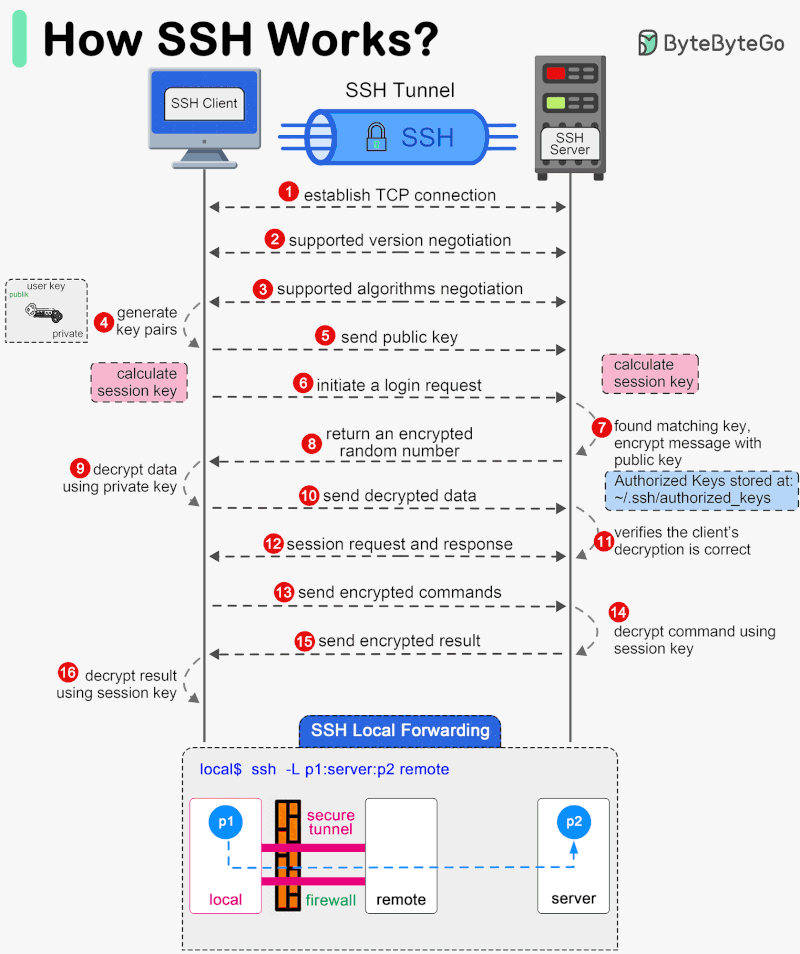 How SSH Works?
ByteByteGo
SSH Client
SSH Tunnel
SSH
SSH
Server
1 establish TCP connection
2 supported version negotiation
3 supported algorithms negotiation
user key
publik
private
4 generate
key pairs
5 send public key
calculate
session key
calculate
session key
6 initiate a login request
7 found matching key,
encrypt message with
public key
8 return an encrypted
random number
9 decrypt data
using private key
Authorized Keys stored at:
~/.ssh/authorized_keys
10 send decrypted data
11 verifies the client's
decryption is correct
12 session request and response
13 send encrypted commands
14
decrypt command using
session key
15 send encrypted result
16 decrypt result
using session key
SSH Local Forwarding
local$ ssh -L p1:server:p2 remote
p1
secure
tunnel
p2
local
firewall
remote
server